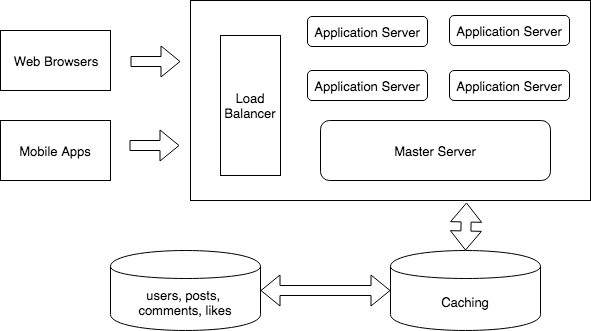 Web Browsers
Mobile Apps
Load
Balancer
Application Server
Application Server
Application Server
Application Server
Master Server
users, posts,
comments, likes
Caching